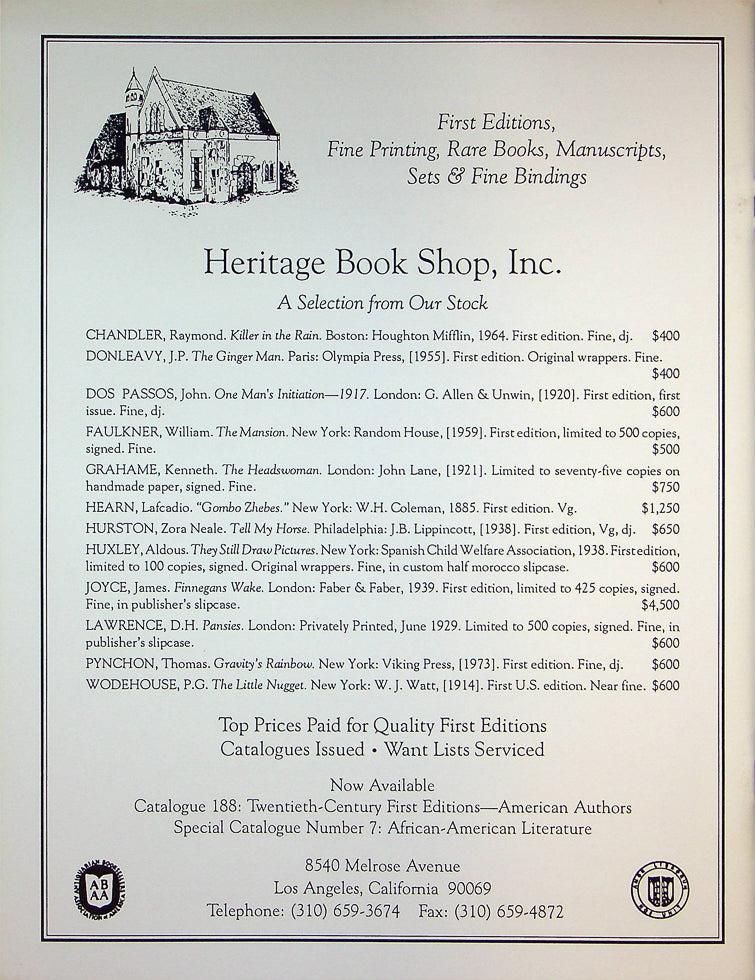 First Editions,
Fine Printing, Rare Books, Manuscripts,
Sets & Fine Bindings
Heritage Book Shop, Inc.
A Selection from Our Stock
CHANDLER, Raymond. Killer in the Rain. Boston: Houghton Mifflin, 1964. First edition. Fine, dj. $400
DONLEAVY, J.P. The Ginger Man. Paris: Olympia Press, [1955]. First edition. Original wrappers. Fine.
$400
DOS PASSOS, John. One Man's Initiation—1917. London: G. Allen & Unwin, [1920]. First edition, first
issue. Fine, dj. $600
FAULKNER, William. The Mansion. New York: Random House, [1959]. First edition, limited to 500 copies,
signed. Fine. $500
GRAHAME, Kenneth. The Headswoman. London: John Lane, [1921]. Limited to seventy-five copies on
handmade paper, signed. Fine. $750
HEARN, Lafcadio. "Gombo Zhebes." New York: W.H. Coleman, 1885. First edition. Vg. $1,250
HURSTON, Zora Neale. Tell My Horse. Philadelphia: J.B. Lippincott, [1938]. First edition, Vg, dj. $650
HUXLEY, Aldous. They Still Draw Pictures. New York: Spanish Child Welfare Association, 1938. First edition,
limited to 100 copies, signed. Original wrappers. Fine, in custom half morocco slipcase. $600
JOYCE, James. Finnegans Wake. London: Faber & Faber, 1939. First edition, limited to 425 copies, signed.
Fine, in publisher's slipcase. $4,500
LAWRENCE, D.H. Pansies. London: Privately Printed, June 1929. Limited to 500 copies, signed. Fine, in
publisher's slipcase. $600
PYNCHON, Thomas. Gravity's Rainbow. New York: Viking Press, [1973]. First edition. Fine, dj. $600
WODEHOUSE, P.G. The Little Nugget. New York: W. J. Watt, [1914]. First U.S. edition. Near fine. $600
Top Prices Paid for Quality First Editions
Catalogues Issued • Want Lists Serviced
Now Available
Catalogue 188: Twentieth-Century First Editions—American Authors
Special Catalogue Number 7: African-American Literature
8540 Melrose Avenue
Los Angeles, California 90069
Telephone: (310) 659-3674 Fax: (310) 659-4872
AB
AA